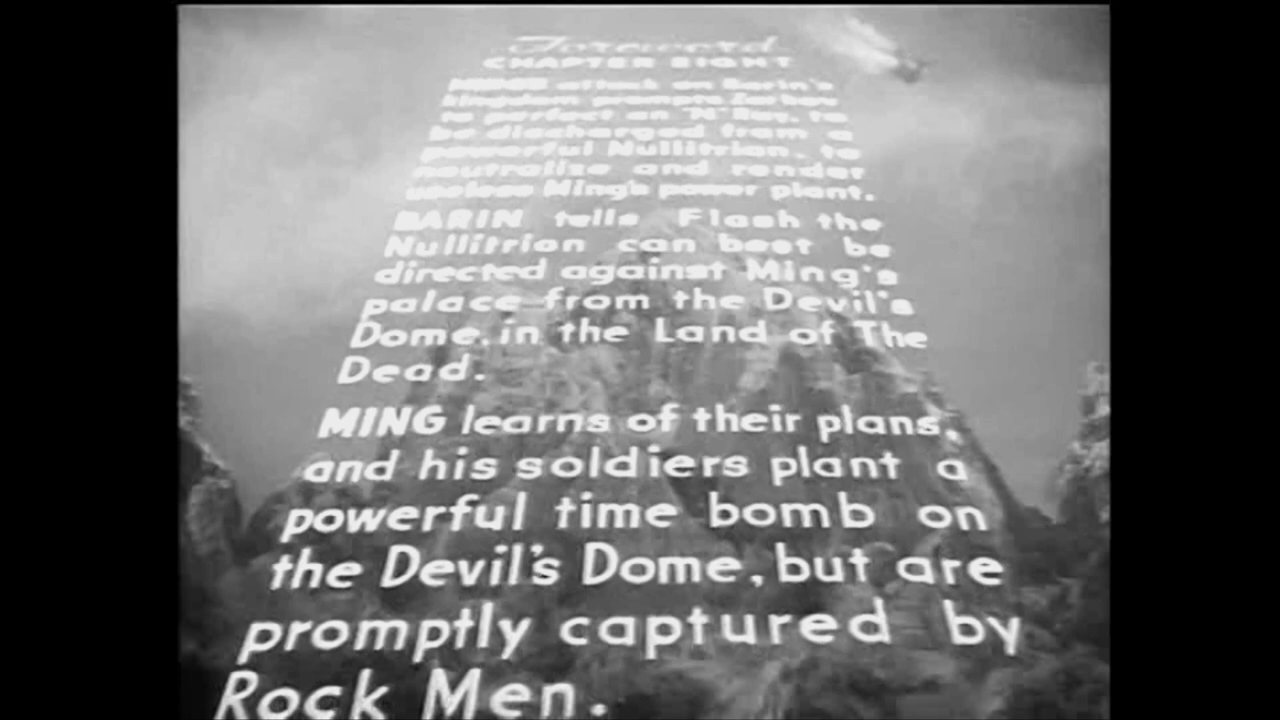 Foreword
CHAPTER EIGHT
MING'S attack on Barin's
kingdom prompts Zarkov
to perfect an "N" Ray, to
be discharged from a
powerful Nullitrian, to
neutralize and render
useless Ming's power plant.
BARIN tells Flash the
Nullitrian can best be
directed against Ming's
palace from the Devil's
Dome, in the Land of The
Dead.
MING learns of their plans,
and his soldiers plant a
powerful time bomb on
the Devil's Dome, but are
promptly captured by
Rock Men.